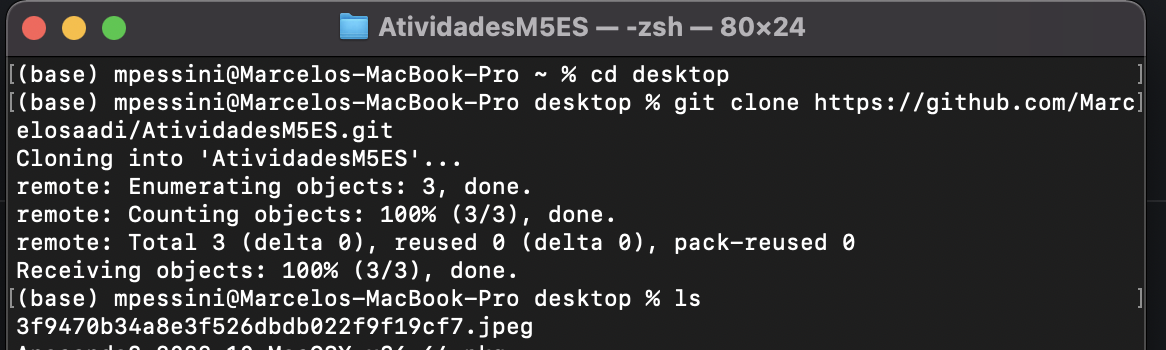 AtividadesM5ES — -zsh — 80×24
[(base) mpessini@Marcelos-MacBook-Pro ~ % cd desktop ]
[(base) mpessini@Marcelos-MacBook-Pro desktop % git clone https://github.com/Marc]
elosaadi/AtividadesM5ES.git
Cloning into 'AtividadesM5ES'...
remote: Enumerating objects: 3, done.
remote: Counting objects: 100% (3/3), done.
remote: Total 3 (delta 0), reused 0 (delta 0), pack-reused 0
Receiving objects: 100% (3/3), done.
[(base) mpessini@Marcelos-MacBook-Pro desktop % ls ]
3f9470b34a8e3f526dbdb022f9f19cf7.jpeg